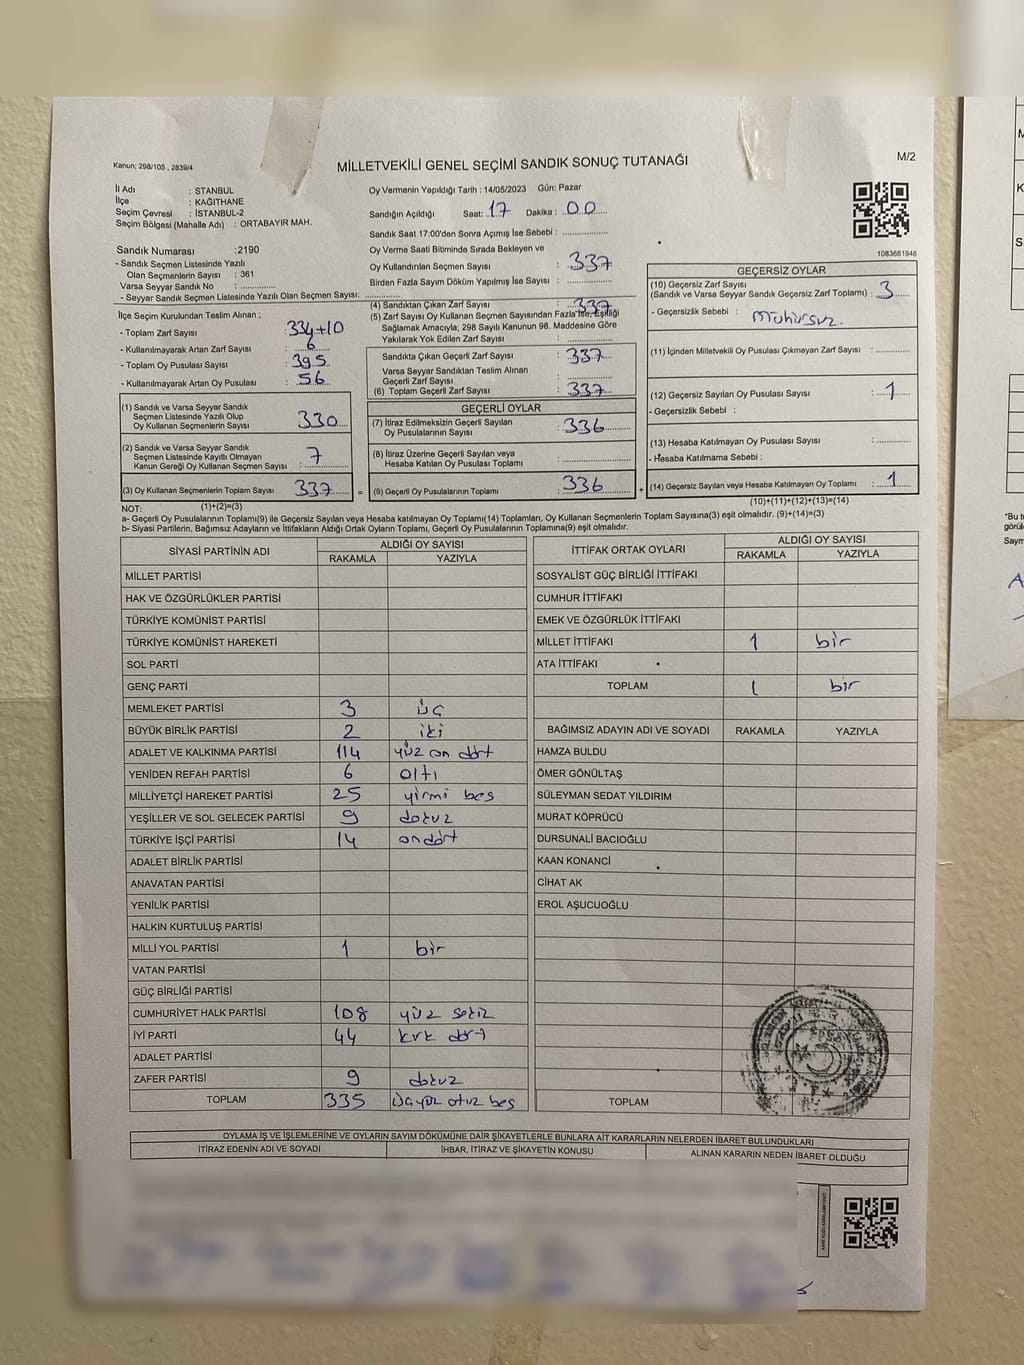 Kanun; 298/105 , 2839/4
MİLLETVEKİLİ GENEL SEÇİMİ SANDIK SONUÇ TUTANAĞI
M/2
İl Adı : STANBUL
İlçe : KAĞITHANE
Seçim Çevresi : İSTANBUL-2
Seçim Bölgesi (Mahalle Adı) : ORTABAYIR MAH.
Sandık Numarası :2190
- Sandık Seçmen Listesinde Yazılı
Olan Seçmenlerin Sayısı : 361
Varsa Seyyar Sandık No :
- Seyyar Sandık Seçmen Listesinde Yazılı Olan Seçmen Sayısı:
Oy Vermenin Yapıldığı Tarih : 14/05/2023 Gün: Pazar
Sandığın Açıldığı Saat: 17 Dakika : 00
Sandık Saat 17:00'den Sonra Açımış İse Sebebi :
Oy Verme Saati Bitiminde Sırada Bekleyen ve
Oy Kullandırılan Seçmen Sayısı : 337
Birden Fazla Sayım Döküm Yapılmış İse Sayısı :
1083661946
İlçe Seçim Kurulundan Teslim Alınan ;
- Toplam Zarf Sayısı : 334+10
- Kullanılmayarak Artan Zarf Sayısı : 6
- Toplam Oy Pusulası Sayısı : 395
- Kullanılmayarak Artan Oy Pusulası : 56
(4) Sandıktan Çıkan Zarf Sayısı : 337
(5) Zarf Sayısı Oy Kullanan Seçmen Sayısından Fazla İse, Eşitliği
Sağlamak Amacıyla; 298 Sayılı Kanunun 98. Maddesine Göre
Yakılarak Yok Edilen Zarf Sayısı :
Sandıkta Çıkan Geçerli Zarf Sayısı : 337
Varsa Seyyar Sandıktan Teslim Alınan
Geçerli Zarf Sayısı :
(6) Toplam Geçerli Zarf Sayısı : 337
GEÇERSİZ OYLAR
(10) Geçersiz Zarf Sayısı
(Sandık ve Varsa Seyyar Sandık Geçersiz Zarf Toplamı) : 3
- Geçersizlik Sebebi : Mühürsüz.
(11) İçinden Milletvekili Oy Pusulası Çıkmayan Zarf Sayısı :
(12) Geçersiz Sayılan Oy Pusulası Sayısı : 1
- Geçersizlik Sebebi :
(13) Hesaba Katılmayan Oy Pusulası Sayısı :
- Hesaba Katılmama Sebebi :
(14) Geçersiz Sayılan veya Hesaba Katılmayan Oy Toplamı : 1
(10)+(11)+(12)+(13)=(14)
(1) Sandık ve Varsa Seyyar Sandık
Seçmen Listesinde Yazılı Olup
Oy Kullanan Seçmenlerin Sayısı : 330
(2) Sandık ve Varsa Seyyar Sandık
Seçmen Listesinde Kayıtlı Olmayan
Kanun Gereği Oy Kullanan Seçmen Sayısı : 7
(3) Oy Kullanan Seçmenlerin Toplam Sayısı : 337
(1)+(2)=(3)
GEÇERLİ OYLAR
(7) İtiraz Edilmeksizin Geçerli Sayılan
Oy Pusulalarının Sayısı : 336
(8) İtiraz Üzerine Geçerli Sayılan veya
Hesaba Katılan Oy Pusulası Toplamı :
(9) Geçerli Oy Pusulalarının Toplamı : 336
NOT:
a- Geçerli Oy Pusulasının Toplamı(9) ile Geçersiz Sayılan veya Hesaba katılmayan Oy Toplamı(14) Toplamları, Oy Kullanan Seçmenlerin Toplam Sayısına(3) eşit olmalıdır. (9)+(14)=(3)
b- Siyasi Partilerin, Bağımsız Adayların ve İttifakların Aldığı Ortak Oyların Toplamı, Geçerli Oy Pusulalarının Toplamına(9) eşit olmalıdır.
SİYASİ PARTİNİN ADI ALDIĞI OY SAYISI
RAKAMLA YAZIYLA
MİLLET PARTİSİ
HAK VE ÖZGÜRLÜKLER PARTİSİ
TÜRKİYE KOMÜNİST PARTİSİ
TÜRKİYE KOMÜNİST HAREKETİ
SOL PARTİ
GENÇ PARTİ
MEMLEKET PARTİSİ 3 üç
BÜYÜK BİRLİK PARTİSİ 2 iki
ADALET VE KALKINMA PARTİSİ 114 yüz on dört
YENİDEN REFAH PARTİSİ 6 altı
MİLLİYETÇİ HAREKET PARTİSİ 25 yirmi beş
YEŞİLLER VE SOL GELECEK PARTİSİ 9 dokuz
TÜRKİYE İŞÇİ PARTİSİ 14 ondört
ADALET BİRLİK PARTİSİ
ANAVATAN PARTİSİ
YENİLİK PARTİSİ
HALKIN KURTULUŞ PARTİSİ
MİLLİ YOL PARTİSİ 1 bir
VATAN PARTİSİ
GÜÇ BİRLİĞİ PARTİSİ
CUMHURİYET HALK PARTİSİ 108 yüz sekiz
İYİ PARTİ 44 kırk dört
ADALET PARTİSİ
ZAFER PARTİSİ 9 dokuz
TOPLAM 335 üçyüz otuz beş
İTTİFAK ORTAK OYLARI ALDIĞI OY SAYISI
RAKAMLA YAZIYLA
SOSYALİST GÜÇ BİRLİĞİ İTTİFAKI
CUMHUR İTTİFAKI
EMEK VE ÖZGÜRLÜK İTTİFAKI
MİLLET İTTİFAKI 1 bir
ATA İTTİFAKI
TOPLAM 1 bir
BAĞIMSIZ ADAYIN ADI VE SOYADI RAKAMLA YAZIYLA
HAMZA BULDU
ÖMER GÖNÜLTAŞ
SÜLEYMAN SEDAT YILDIRIM
MURAT KÖPRÜCÜ
DURSUNALİ BACIOĞLU
KAAN KONANCİ
CİHAT AK
EROL AŞUCUOĞLU
TOPLAM
OYLAMA İŞ VE İŞLEMLERİNE VE OYLARIN SAYIM DÖKÜMÜNE DAİR ŞİKAYETLERLE BUNLARA AİT KARARLARIN NELERDEN İBARET BULUNDUKLARI
İTİRAZ EDENİN ADI VE SOYADI İHBAR, İTİRAZ VE ŞİKAYETİN KONUSU ALINAN KARARIN NEDEN İBARET OLDUĞU